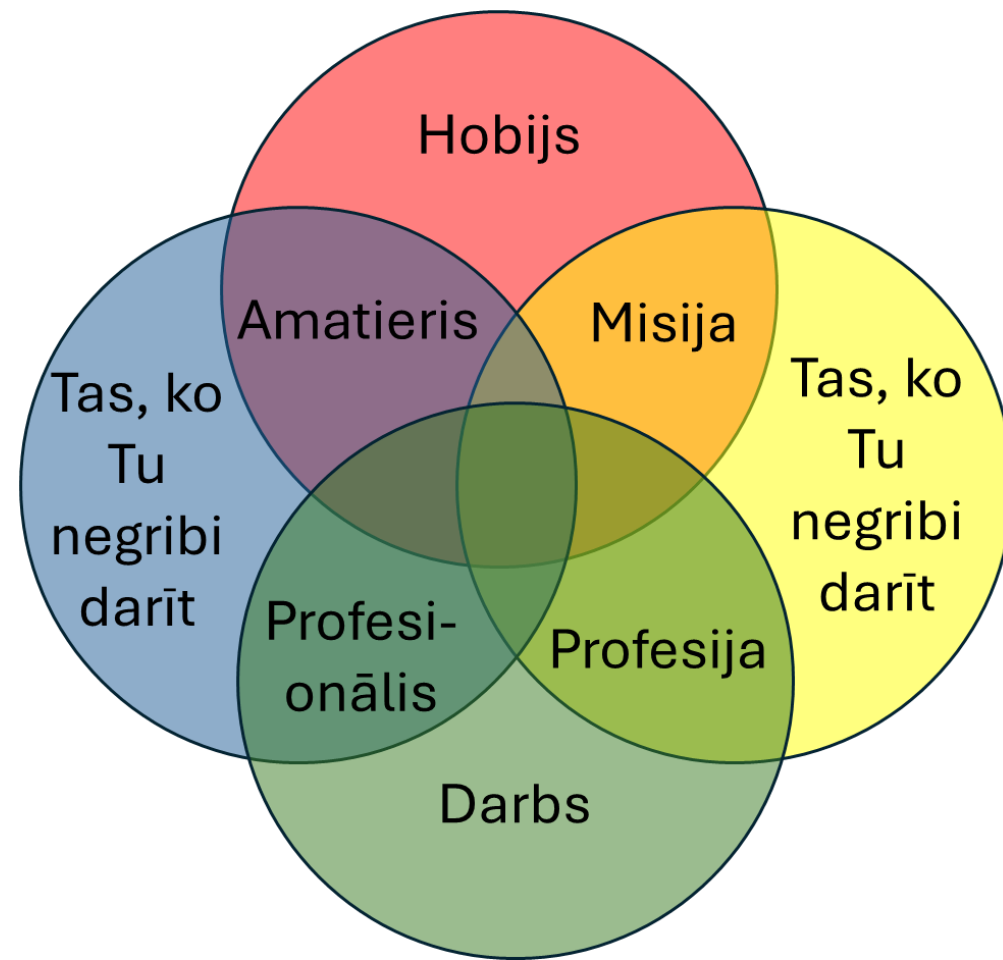 Hobijs
Amatieris
Misija
Tas, ko
Tu
negribi
darīt
Tas, ko
Tu
negribi
darīt
Profesi-
onālis
Profesija
Darbs